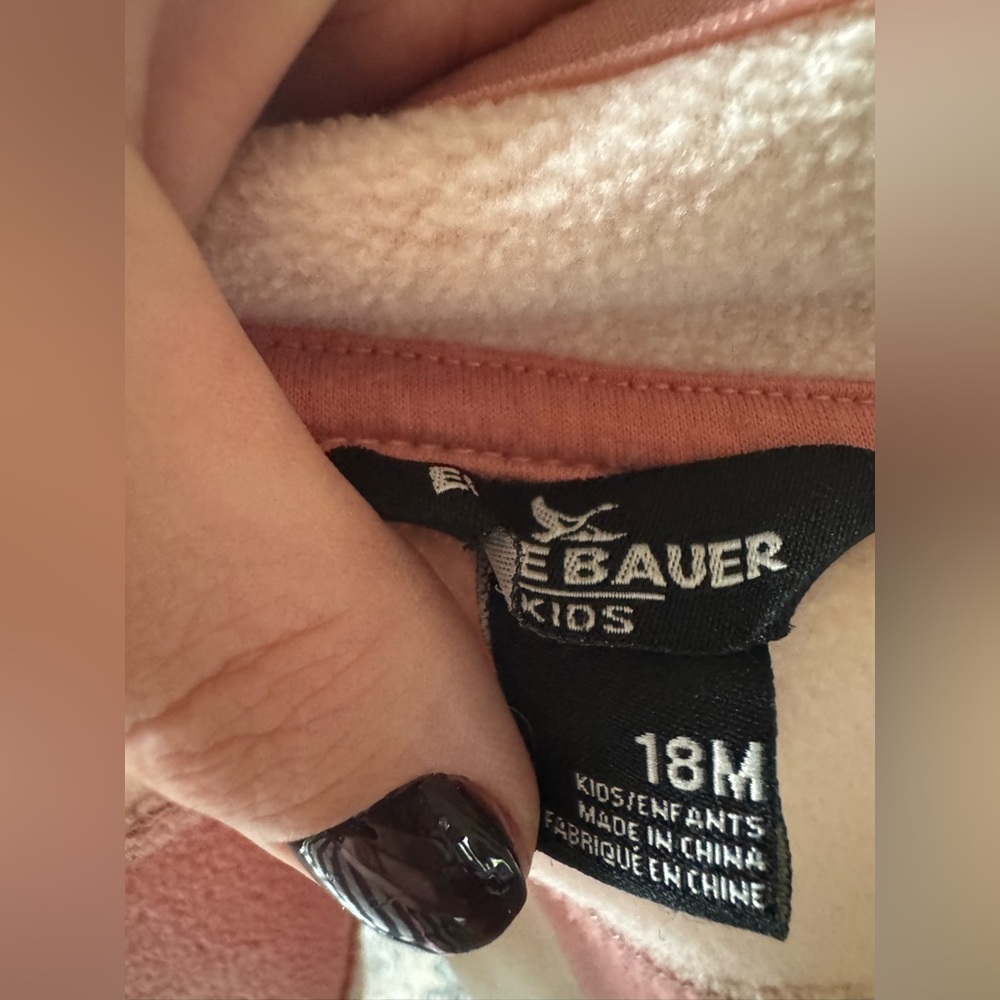 E BAUER
KIDS
18M
KIDS/ENFANTS
MADE IN CHINA
FABRIQUÉ EN CHINE